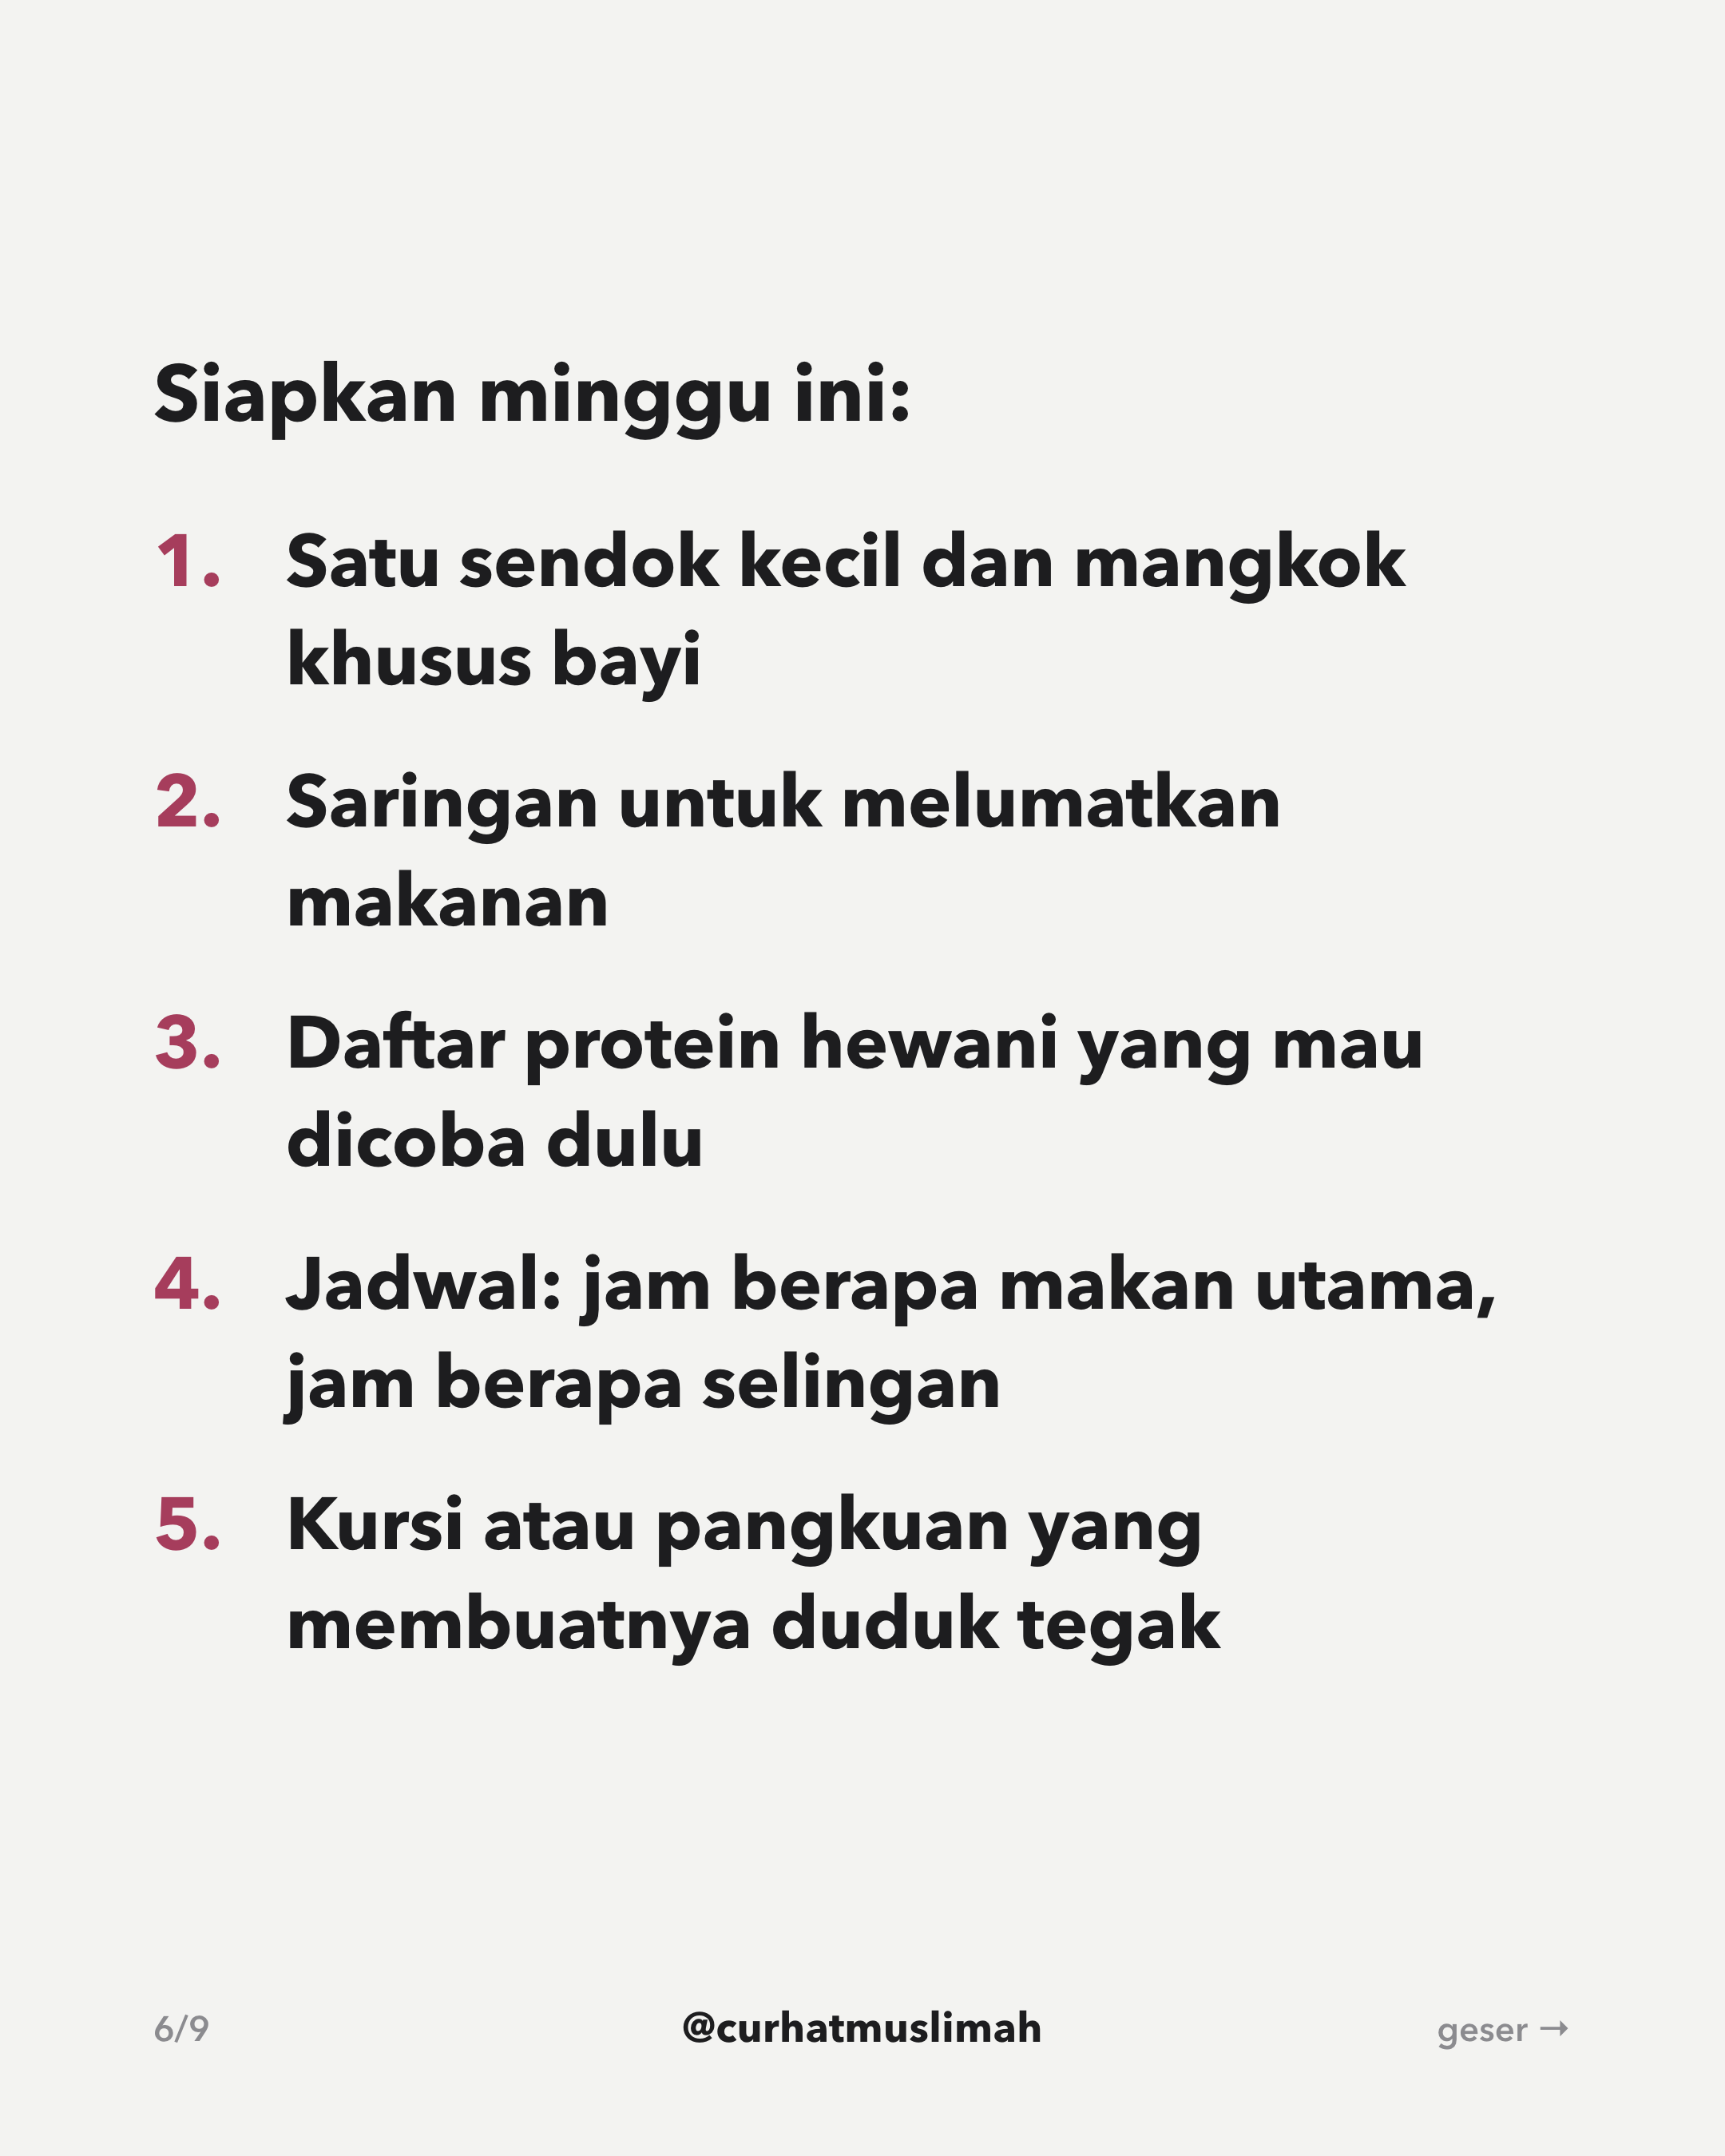 Siapkan minggu ini:
1. Satu sendok kecil dan mangkok
khusus bayi
2. Saringan untuk melumatkan
makanan
3. Daftar protein hewani yang mau
dicoba dulu
4. Jadwal: jam berapa makan utama,
jam berapa selingan
5. Kursi atau pangkuan yang
membuatnya duduk tegak
6/9 @curhatmuslimah geser →